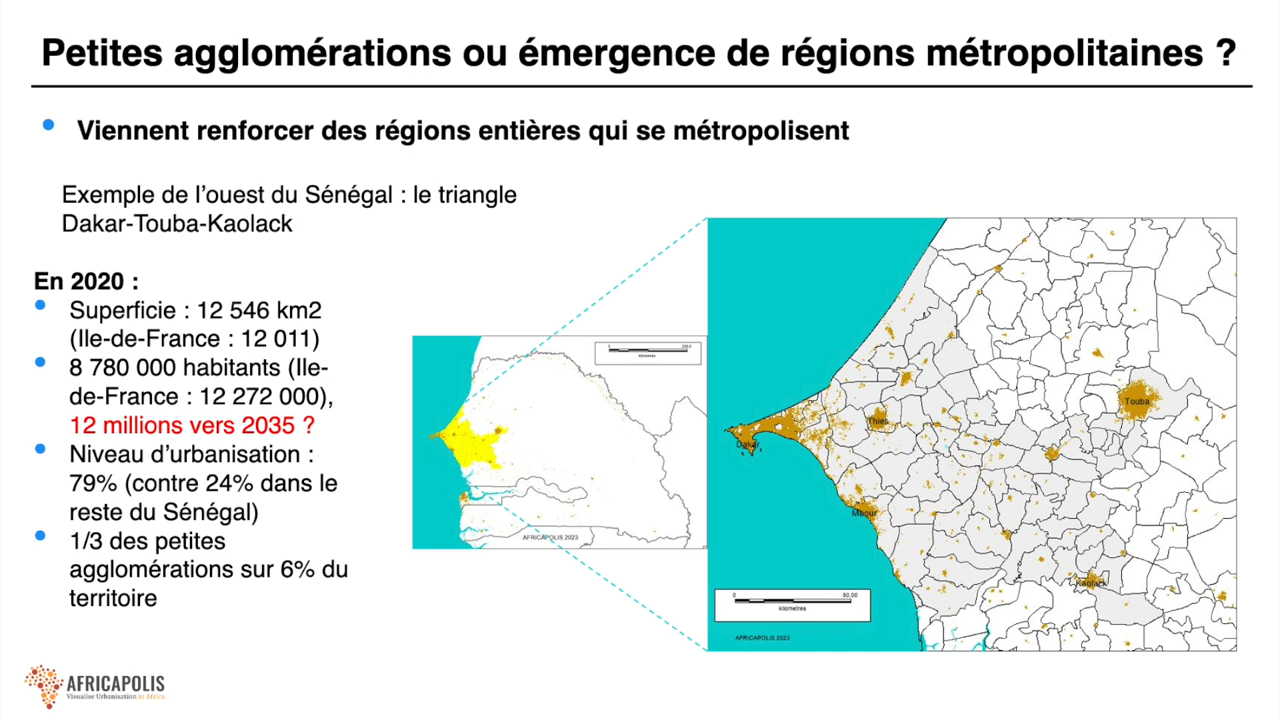 Petites agglomérations ou émergence de régions métropolitaines ?
Viennent renforcer des régions entières qui se métropolisent
Exemple de l’ouest du Sénégal : le triangle
Dakar-Touba-Kaolack
En 2020 :
Superficie : 12 546 km2
(Ile-de-France : 12 011)
8 780 000 habitants (Ile-
de-France : 12 272 000),
12 millions vers 2035 ?
Niveau d’urbanisation :
79% (contre 24% dans le
reste du Sénégal)
1/3 des petites
agglomérations sur 6% du
territoire
kilometres
AFRICAPOLIS 2023
Touba
Thies
Dakar
Mbour
Kaolack
0 50,00
kilometres
AFRICAPOLIS 2023
AFRICAPOLIS
Visualise Urbanisation in Africa